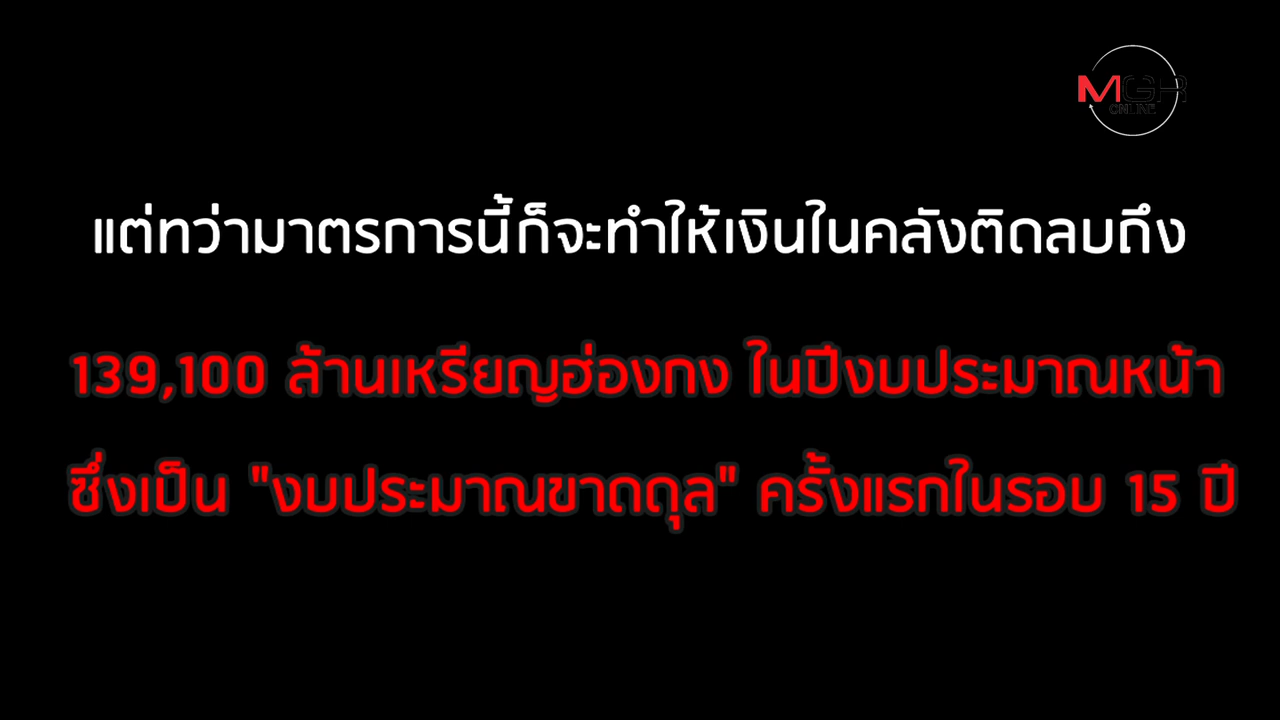 MGR
ONLINE
แต่ทว่ามาตรการนี้ก็จะทำให้เงินในคลังติดลบถึง
139,100 ล้านเหรียญฮ่องกง ในปีงบประมาณหน้า
ซึ่งเป็น "งบประมาณขาดดุล" ครั้งแรกในรอบ 15 ปี